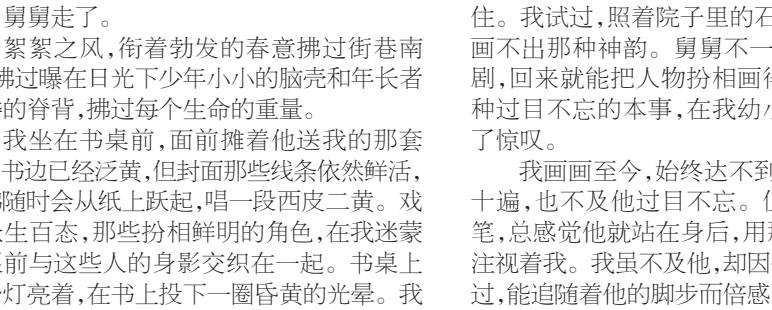 舅舅走了。
絮絮之风,衔着勃发的春意拂过街巷南
拂过曝在日光下少年小小的脑壳和年长者
的脊背,拂过每个生命的重量。
我坐在书桌前,面前摊着他送我的那套
书边已经泛黄,但封面那些线条依然鲜活,
随时会从纸上跃起,唱一段西皮二黄。戏
生百态,那些扮相鲜明的角色,在我迷蒙
前与这些人的身影交织在一起。书桌上
灯亮着,在书上投下一圈昏黄的光晕。我
住。我试过,照着院子里的石
画不出那种神韵。舅舅不一
剧,回来就能把人物扮相画得
种过目不忘的本事,在我幼小
了惊叹。
我画画至今,始终达不到
十遍,也不及他过目不忘。但
笔,总感觉他就站在身后,用那
注视着我。我虽不及他,却因
过,能追随着他的脚步而倍感